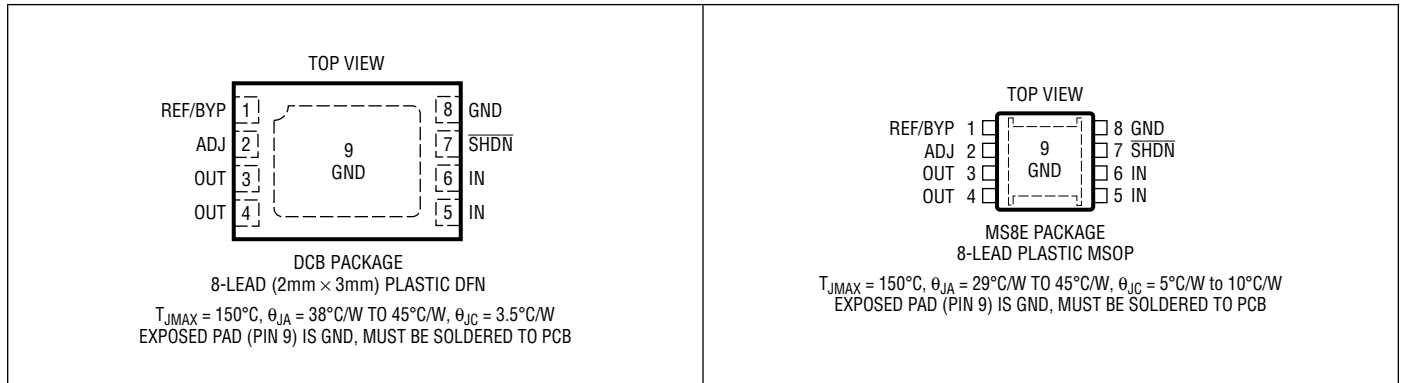 TOP VIEW
REF/BYP 1
ADJ 2
OUT 3
OUT 4
9
GND
8 GND
7 SHDN
6 IN
5 IN
DCB PACKAGE
8-LEAD (2mm × 3mm) PLASTIC DFN
TJMAX = 150°C, θJA = 38°C/W TO 45°C/W, θJC = 3.5°C/W
EXPOSED PAD (PIN 9) IS GND, MUST BE SOLDERED TO PCB
TOP VIEW
REF/BYP 1
ADJ 2
OUT 3
OUT 4
9
GND
8 GND
7 SHDN
6 IN
5 IN
MS8E PACKAGE
8-LEAD PLASTIC MSOP
TJMAX = 150°C, θJA = 29°C/W TO 45°C/W, θJC = 5°C/W to 10°C/W
EXPOSED PAD (PIN 9) IS GND, MUST BE SOLDERED TO PCB